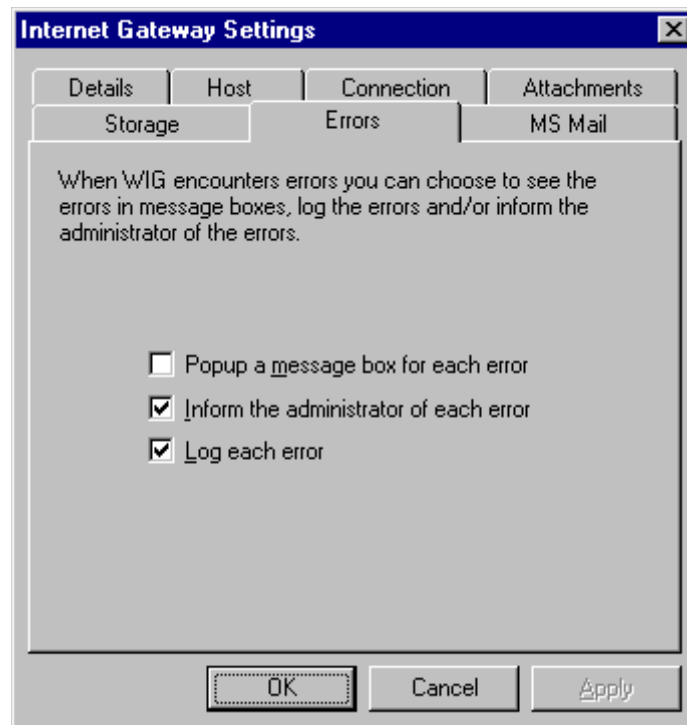 Internet Gateway Settings
Details Host Connection Attachments
Storage Errors MS Mail
When WIG encounters errors you can choose to see the
errors in message boxes, log the errors and/or inform the
administrator of the errors.
Popup a message box for each error
Inform the administrator of each error
Log each error
OK Cancel Apply